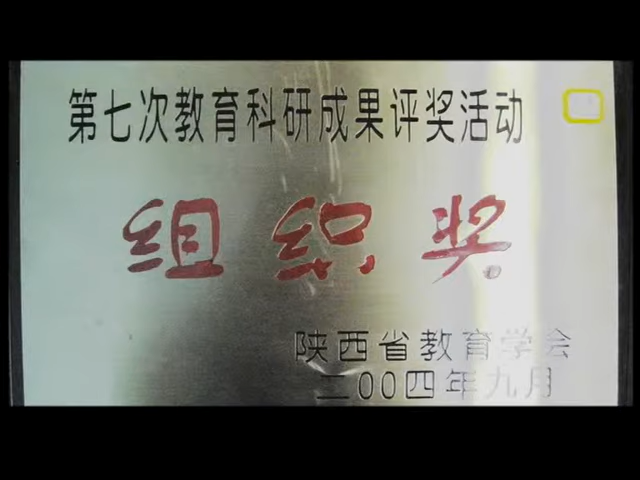 第七次教育科研成果评奖活动
组织奖
陕西省教育学会
二00四年九月